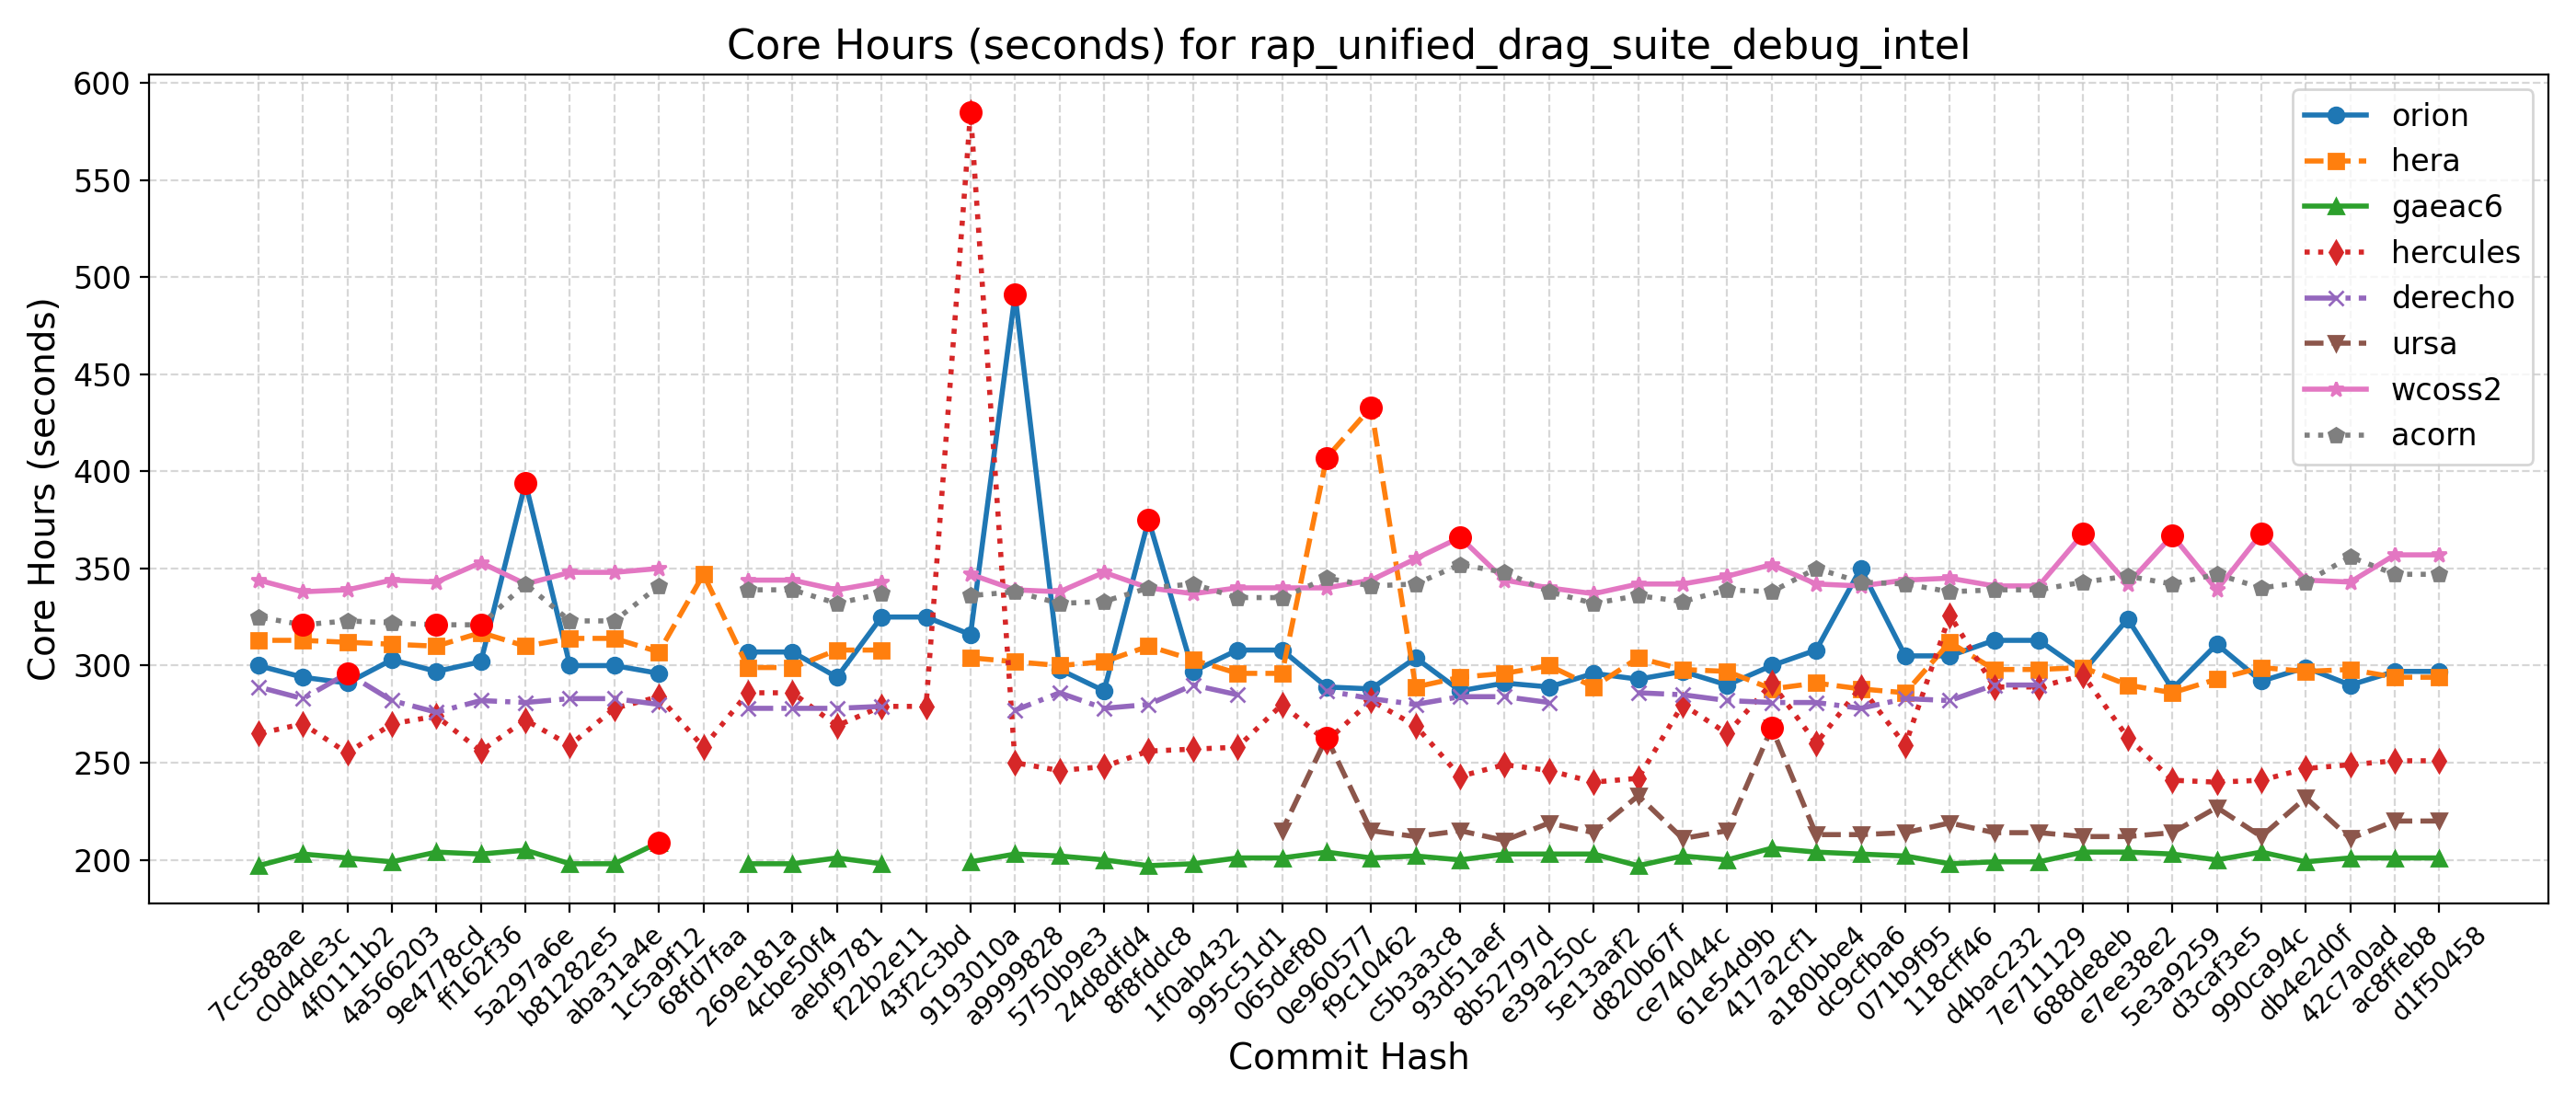 Core Hours (seconds) for rap_unified_drag_suite_debug_intel
Core Hours (seconds)
600
550
500
450
400
350
300
250
200
orion
hera
gaeac6
hercules
derecho
ursa
wcoss2
acorn
7cc588ae
c0d4de3c
4f0111b2
4a566203
9e4778cd
ff162f36
5a297a6e
b81282e5
aba31a4e
1c5a9f12
68fd7faa
269e181a
4cbe50f4
aebf9781
f22b2e11
43f2c3bd
9193010a
a9999828
5750b9e3
24d8dfd4
8f8fddc8
1f0ab432
995c51d1
065def80
0e960577
f9c10462
c5b3a3c8
93d51aef
8b52797d
e39a250c
5e13aaf2
d820b67f
ce74044c
61e54d9b
417a2cf1
a180bbe4
dc9cfba6
071b9f95
118cff46
d4bac232
7e711129
688de8eb
e7ee38e2
5e3a9259
d3caf3e5
990ca94c
db4e2d0f
42c7a0ad
ac8ffeb8
d1f50458
Commit Hash